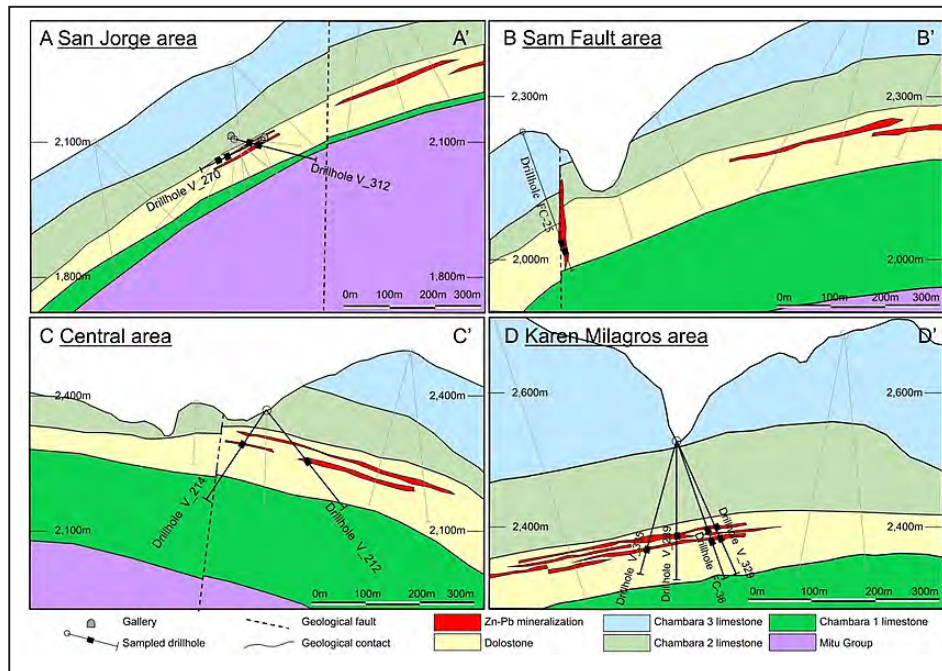 A San Jorge area A'
2,100m 2,100m
1,800m 1,800m
Drillhole V_270
Drillhole V_312
0m 100m 200m 300m
B Sam Fault area B'
2,300m 2,300m
2,000m 2,000m
Drillhole FC-25
0m 100m 200m 300m
C Central area C'
2,400m 2,400m
2,100m 2,100m
Drillhole V_214
Drillhole V_212
0m 100m 200m 300m
D Karen Milagros area D'
2,600m 2,600m
2,400m 2,400m
Drillhole V_299
Drillhole FC-36
Drillhole V_329
0m 100m 200m 300m
Gallery
Sampled drillhole
Geological fault
Geological contact
Zn-Pb mineralization
Dolostone
Chambara 3 limestone
Chambara 2 limestone
Chambara 1 limestone
Mitu Group